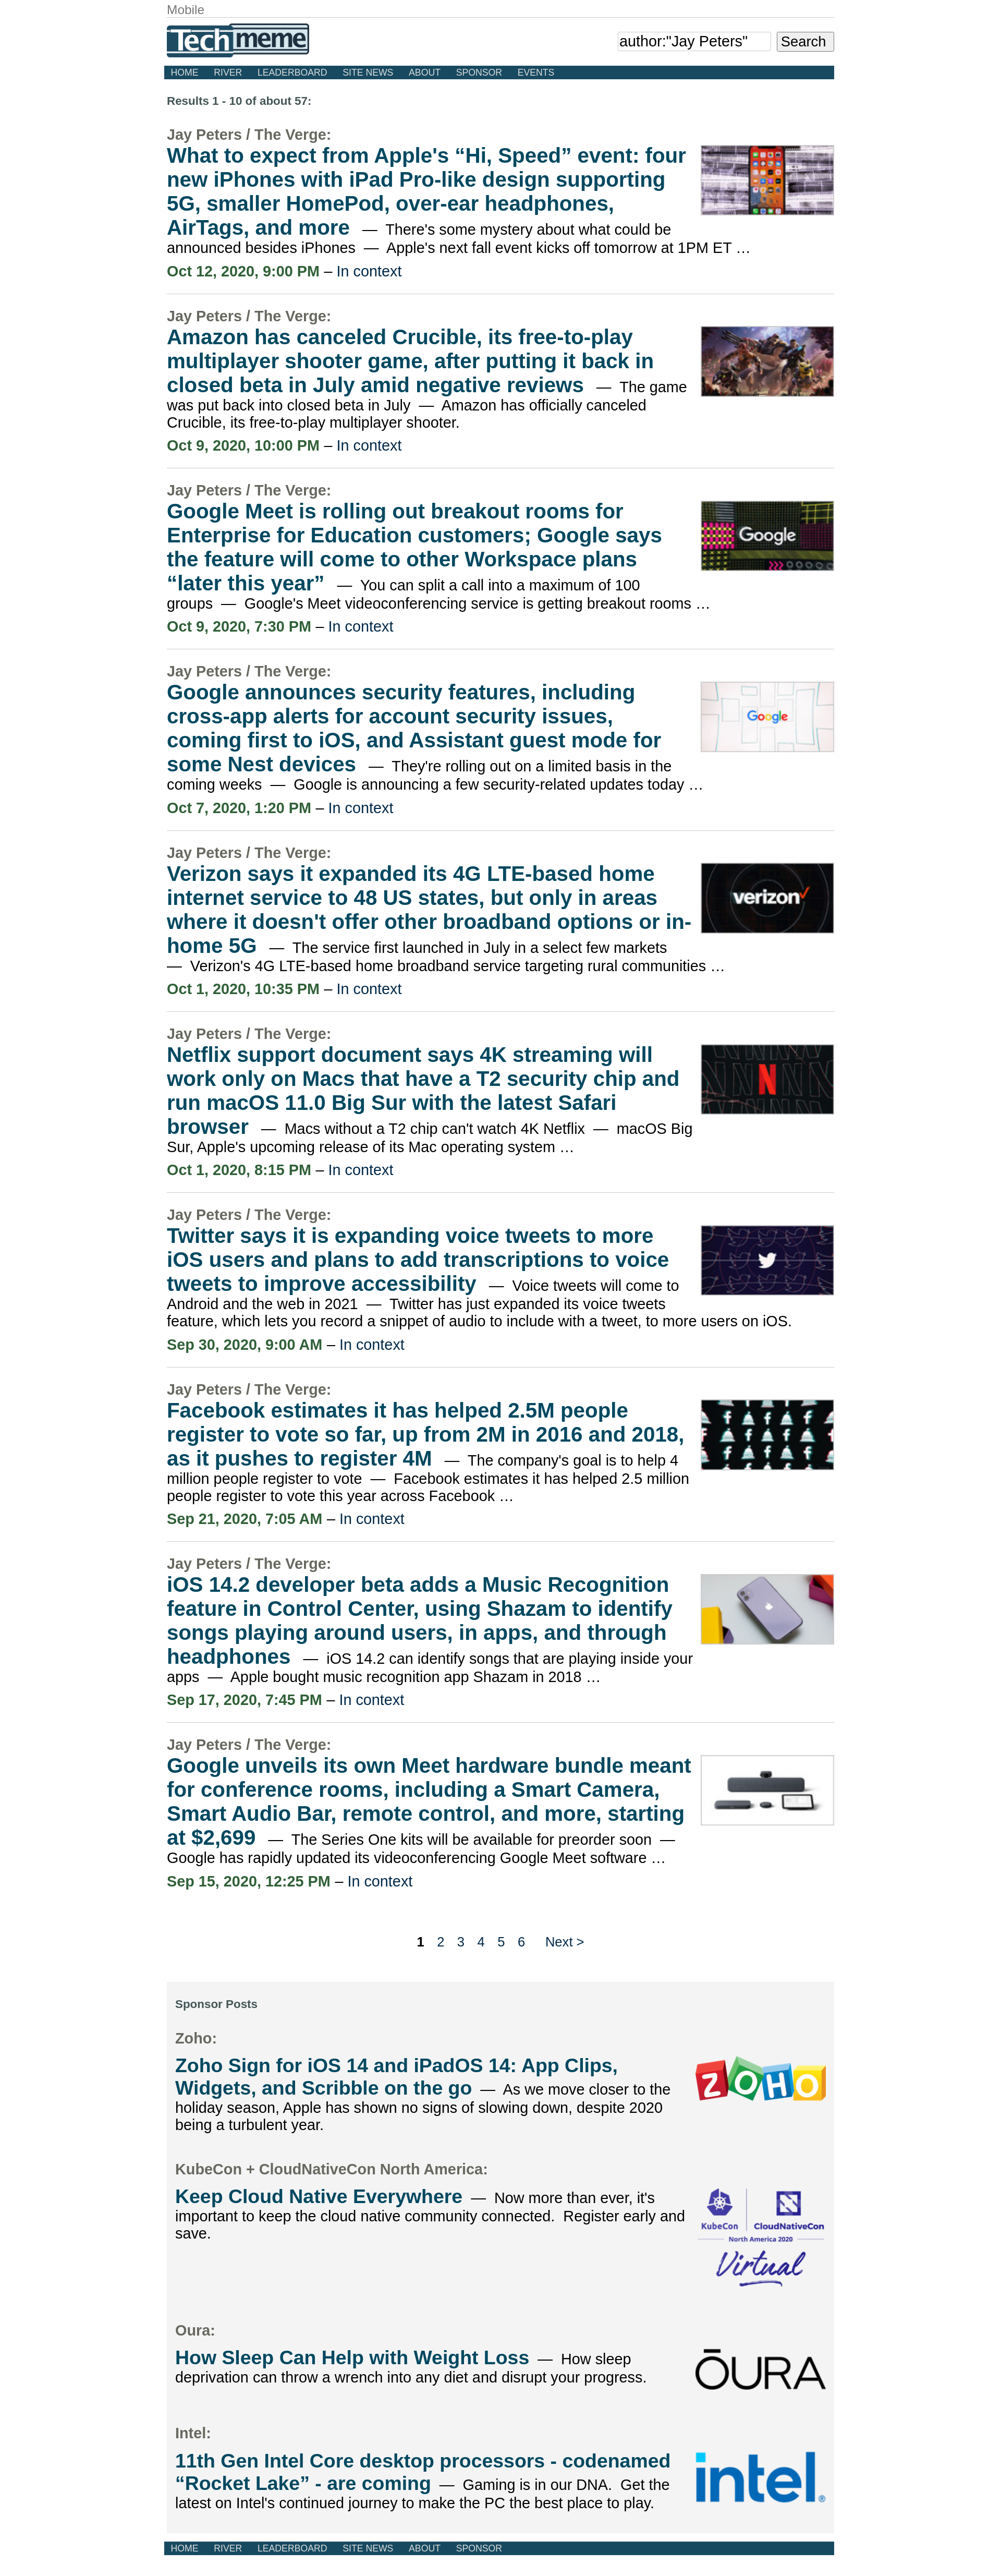 Mobile
Techmeme
author:"Jay Peters"
Search
HOME RIVER LEADERBOARD SITE NEWS ABOUT SPONSOR EVENTS
Results 1 - 10 of about 57:
Jay Peters / The Verge:
What to expect from Apple's “Hi, Speed” event: four
new iPhones with iPad Pro-like design supporting
5G, smaller HomePod, over-ear headphones,
AirTags, and more — There's some mystery about what could be
announced besides iPhones — Apple's next fall event kicks off tomorrow at 1PM ET …
Oct 12, 2020, 9:00 PM – In context
Jay Peters / The Verge:
Amazon has canceled Crucible, its free-to-play
multiplayer shooter game, after putting it back in
closed beta in July amid negative reviews — The game
was put back into closed beta in July — Amazon has officially canceled
Crucible, its free-to-play multiplayer shooter.
Oct 9, 2020, 10:00 PM – In context
Jay Peters / The Verge:
Google Meet is rolling out breakout rooms for
Enterprise for Education customers; Google says
the feature will come to other Workspace plans
“later this year” — You can split a call into a maximum of 100
groups — Google's Meet videoconferencing service is getting breakout rooms …
Google
Oct 9, 2020, 7:30 PM – In context
Jay Peters / The Verge:
Google announces security features, including
cross-app alerts for account security issues,
coming first to iOS, and Assistant guest mode for
some Nest devices — They're rolling out on a limited basis in the
coming weeks — Google is announcing a few security-related updates today …
Google
Oct 7, 2020, 1:20 PM – In context
Jay Peters / The Verge:
Verizon says it expanded its 4G LTE-based home
internet service to 48 US states, but only in areas
where it doesn't offer other broadband options or in-
home 5G — The service first launched in July in a select few markets
— Verizon's 4G LTE-based home broadband service targeting rural communities …
verizon
Oct 1, 2020, 10:35 PM – In context
Jay Peters / The Verge:
Netflix support document says 4K streaming will
work only on Macs that have a T2 security chip and
run macOS 11.0 Big Sur with the latest Safari
browser — Macs without a T2 chip can't watch 4K Netflix — macOS Big
Sur, Apple's upcoming release of its Mac operating system …
N
Oct 1, 2020, 8:15 PM – In context
Jay Peters / The Verge:
Twitter says it is expanding voice tweets to more
iOS users and plans to add transcriptions to voice
tweets to improve accessibility — Voice tweets will come to
Android and the web in 2021 — Twitter has just expanded its voice tweets
feature, which lets you record a snippet of audio to include with a tweet, to more users on iOS.
Sep 30, 2020, 9:00 AM – In context
Jay Peters / The Verge:
Facebook estimates it has helped 2.5M people
register to vote so far, up from 2M in 2016 and 2018,
as it pushes to register 4M — The company's goal is to help 4
million people register to vote — Facebook estimates it has helped 2.5 million
people register to vote this year across Facebook …
Sep 21, 2020, 7:05 AM – In context
Jay Peters / The Verge:
iOS 14.2 developer beta adds a Music Recognition
feature in Control Center, using Shazam to identify
songs playing around users, in apps, and through
headphones — iOS 14.2 can identify songs that are playing inside your
apps — Apple bought music recognition app Shazam in 2018 …
Sep 17, 2020, 7:45 PM – In context
Jay Peters / The Verge:
Google unveils its own Meet hardware bundle meant
for conference rooms, including a Smart Camera,
Smart Audio Bar, remote control, and more, starting
at $2,699 — The Series One kits will be available for preorder soon —
Google has rapidly updated its videoconferencing Google Meet software …
Sep 15, 2020, 12:25 PM – In context
1 2 3 4 5 6 Next >
Sponsor Posts
Zoho:
Zoho Sign for iOS 14 and iPadOS 14: App Clips,
Widgets, and Scribble on the go — As we move closer to the
holiday season, Apple has shown no signs of slowing down, despite 2020
being a turbulent year.
ZOHO
KubeCon + CloudNativeCon North America:
Keep Cloud Native Everywhere — Now more than ever, it's
important to keep the cloud native community connected. Register early and
save.
KubeCon CloudNativeCon
North America 2020
Virtual
Oura:
How Sleep Can Help with Weight Loss — How sleep
deprivation can throw a wrench into any diet and disrupt your progress.
ŌURA
Intel:
11th Gen Intel Core desktop processors - codenamed
“Rocket Lake” - are coming — Gaming is in our DNA. Get the
latest on Intel's continued journey to make the PC the best place to play.
intel®
HOME RIVER LEADERBOARD SITE NEWS ABOUT SPONSOR